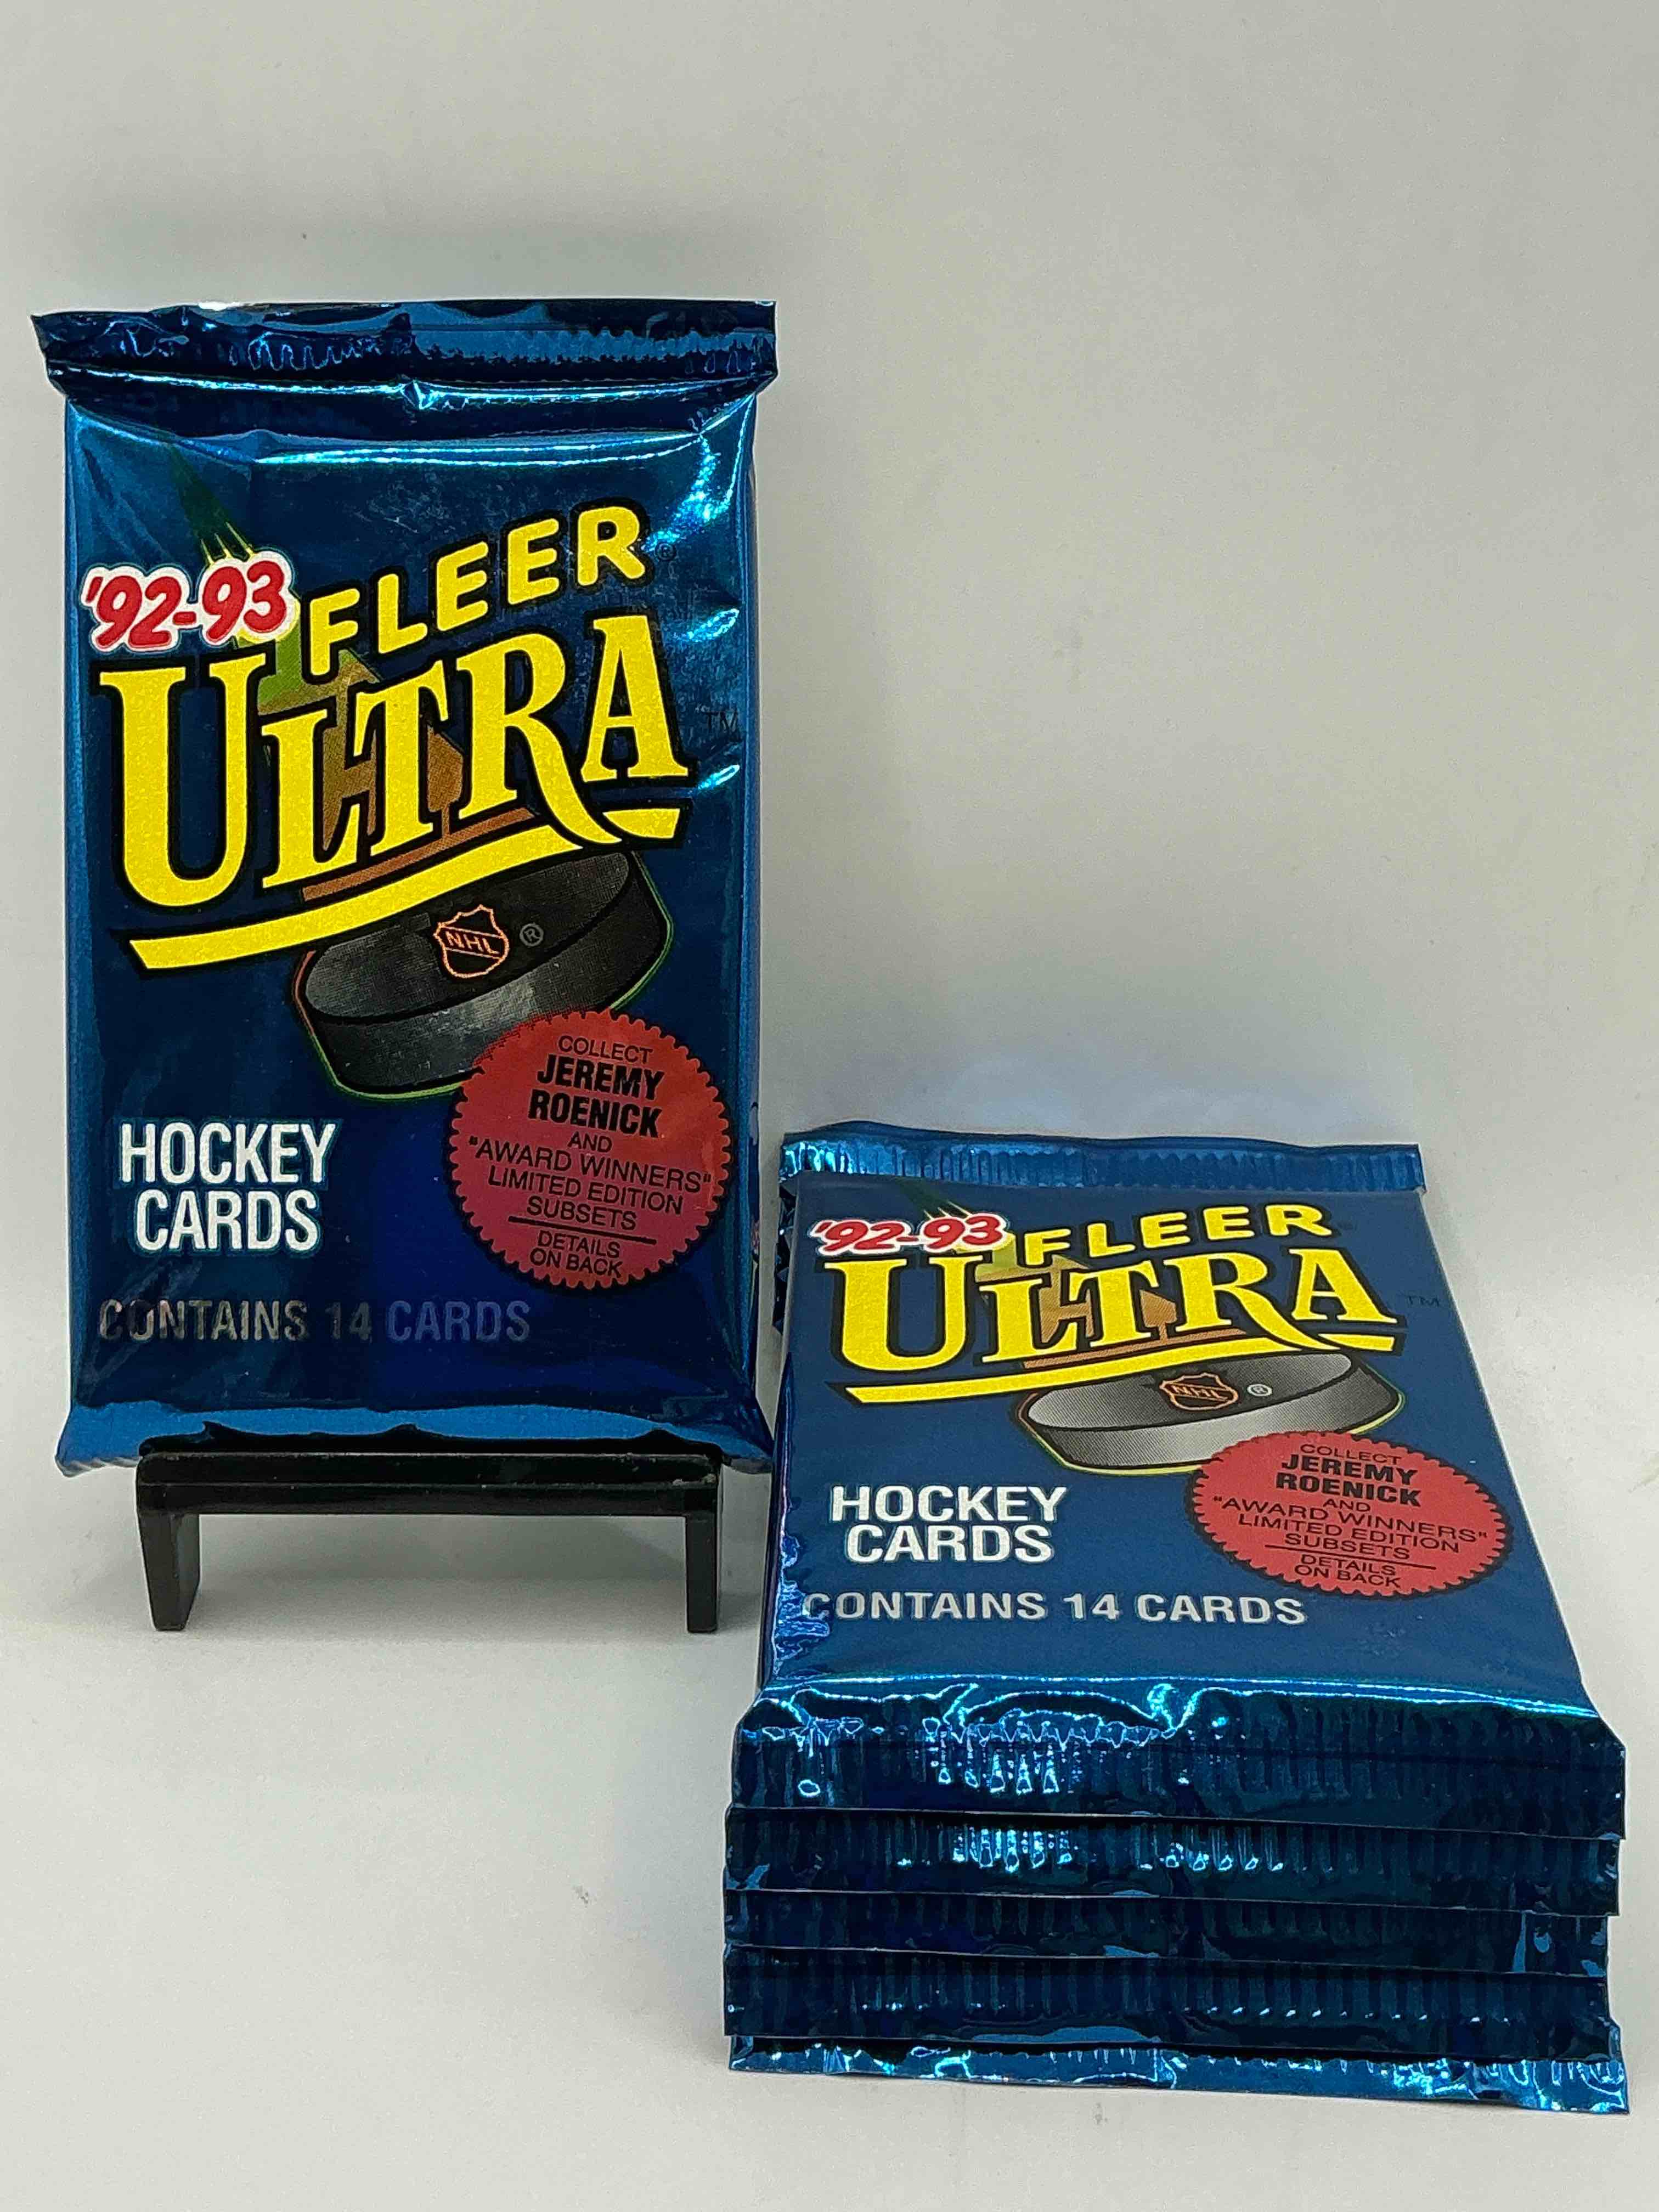 '92-93 FLEER®
ULTRA™
NHL ®
COLLECT
JEREMY
ROENICK
AND
"AWARD WINNERS"
LIMITED EDITION
SUBSETS
DETAILS
ON BACK
HOCKEY
CARDS
CONTAINS 14 CARDS
'92-93 FLEER
ULTRA™
NHL ®
COLLECT
JEREMY
ROENICK
AND
"AWARD WINNERS"
LIMITED EDITION
SUBSETS
DETAILS
ON BACK
HOCKEY
CARDS
CONTAINS 14 CARDS